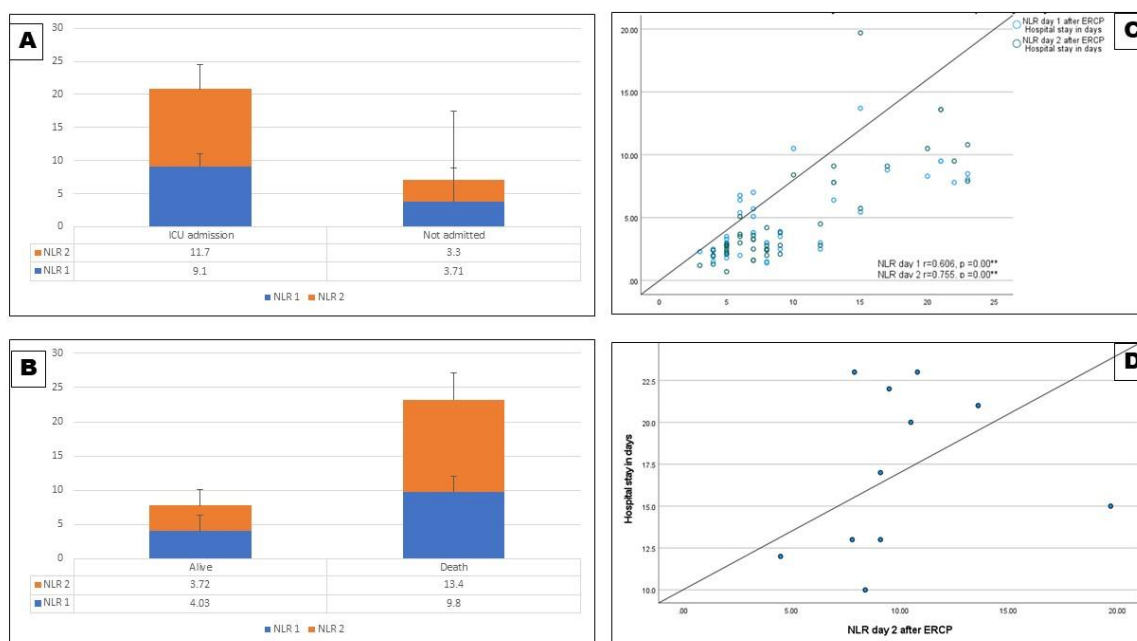 A
30
25
20
15
10
5
0
ICU admission Not admitted
NLR 2 11.7 3.3
NLR 1 9.1 3.71
NLR 1 NLR 2
B
30
25
20
15
10
5
0
Alive Death
NLR 2 3.72 13.4
NLR 1 4.03 9.8
NLR 1 NLR 2
C
NLR day 1 after ERCP
Hospital stay in days
NLR day 2 after ERCP
Hospital stay in days
20.00
15.00
10.00
5.00
.00
NLR day 1 r=0.606, p =0.00**
NLR day 2 r=0.755, p =0.00**
0 5 10 15 20 25
D
Hospital stay in days
22.5
20.0
17.5
15.0
12.5
10.0
.00 5.00 10.00 15.00 20.00
NLR day 2 after ERCP